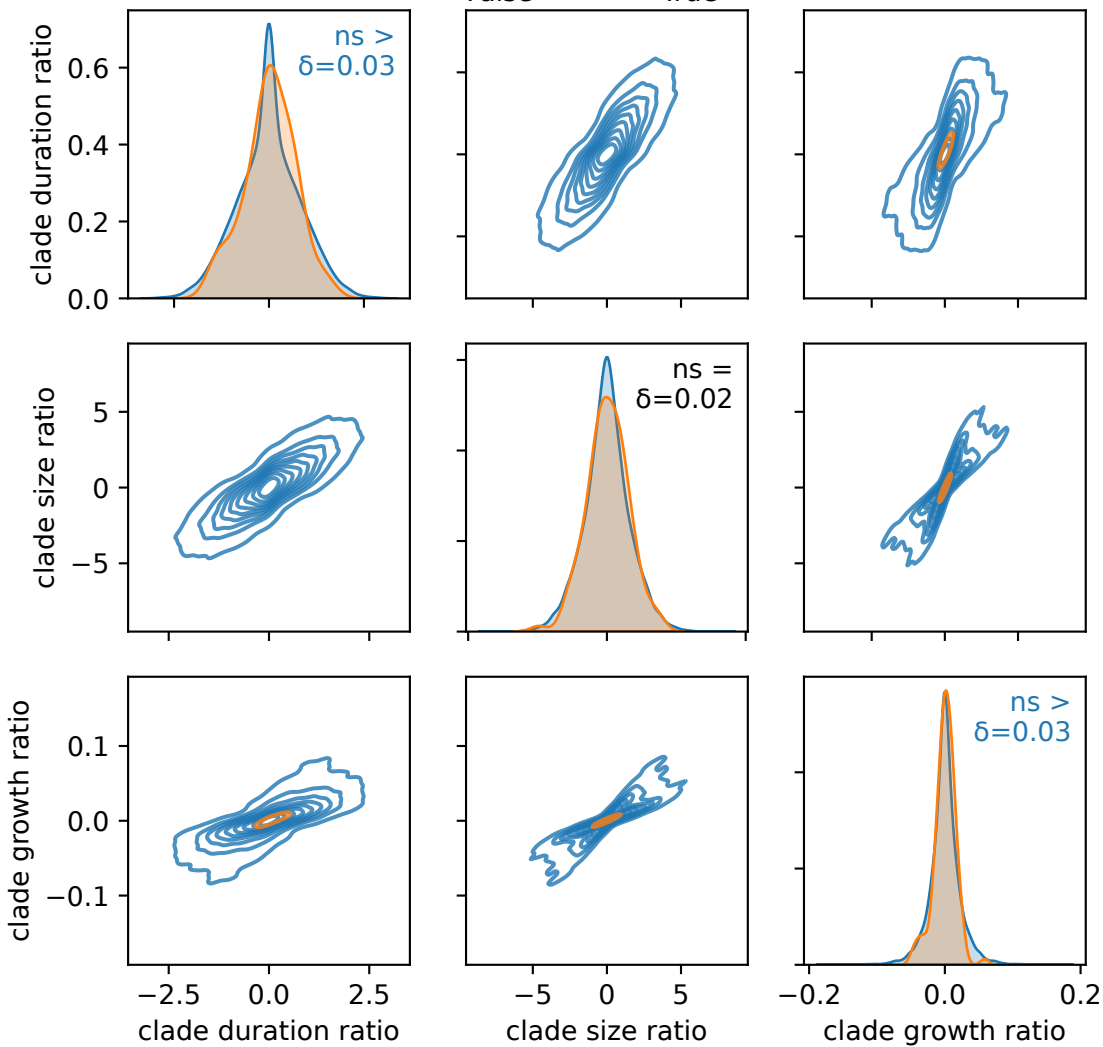 clade duration ratio
0.6
0.4
0.2
0.0
ns >
δ=0.03
clade size ratio
5
0
−5
ns =
δ=0.02
clade growth ratio
0.1
0.0
−0.1
ns >
δ=0.03
−2.5 0.0 2.5
−5 0 5
−0.2 0.0 0.2
clade duration ratio
clade size ratio
clade growth ratio